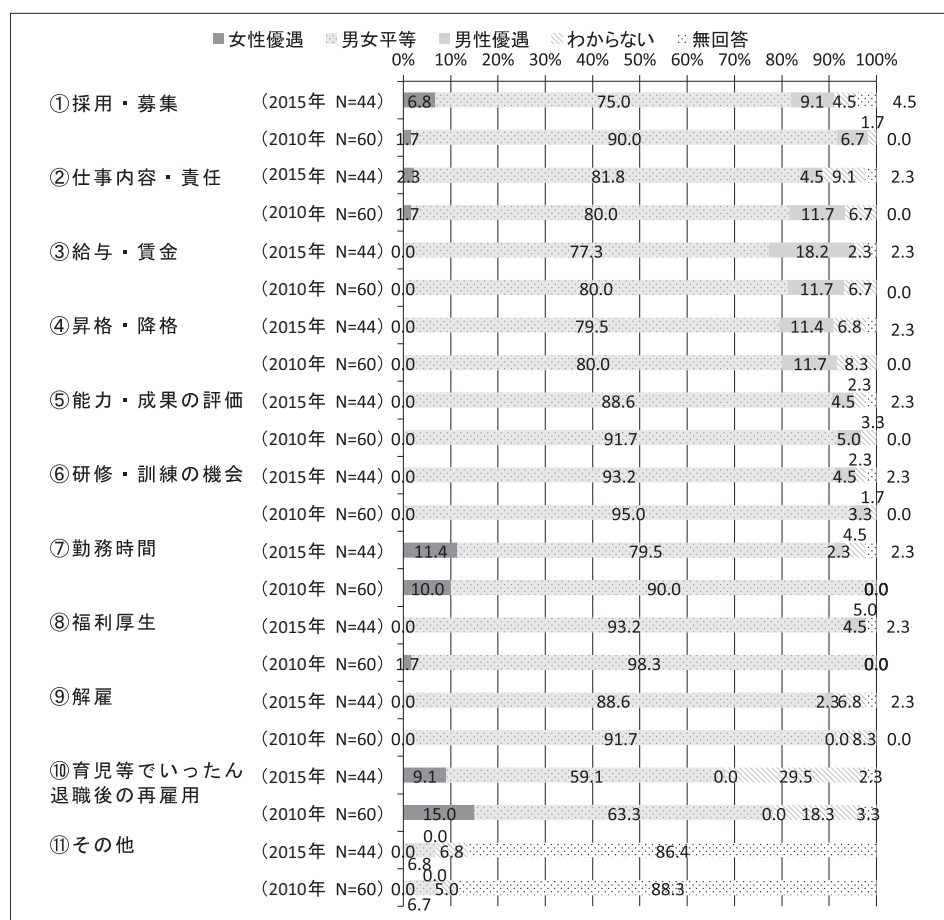 ■女性優遇 男女平等 男性優遇 わからない 無回答
0% 10% 20% 30% 40% 50% 60% 70% 80% 90% 100%
①採用・募集 (2015年 N=44) 6.8 75.0 9.1 4.5 4.5
1.7
(2010年 N=60) 1.7 90.0 6.7 0.0
②仕事内容・責任 (2015年 N=44) 2.3 81.8 4.5 9.1 2.3
(2010年 N=60) 1.7 80.0 11.7 6.7 0.0
③給与・賃金 (2015年 N=44) 0.0 77.3 18.2 2.3 2.3
(2010年 N=60) 0.0 80.0 11.7 6.7 0.0
④昇格・降格 (2015年 N=44) 0.0 79.5 11.4 6.8 2.3
(2010年 N=60) 0.0 80.0 11.7 8.3 0.0
2.3
⑤能力・成果の評価 (2015年 N=44) 0.0 88.6 4.5 2.3
3.3
(2010年 N=60) 0.0 91.7 5.0 0.0
2.3
⑥研修・訓練の機会 (2015年 N=44) 0.0 93.2 4.5 2.3
1.7
(2010年 N=60) 0.0 95.0 3.3 0.0
4.5
⑦勤務時間 (2015年 N=44) 11.4 79.5 2.3 2.3
(2010年 N=60) 10.0 90.0 0.0
5.0
⑧福利厚生 (2015年 N=44) 0.0 93.2 4.5 2.3
(2010年 N=60) 1.7 98.3 0.0
⑨解雇 (2015年 N=44) 0.0 88.6 2.3 6.8 2.3
(2010年 N=60) 0.0 91.7 0.0 8.3 0.0
⑩育児等でいったん (2015年 N=44) 9.1 59.1 0.0 29.5 2.3
退職後の再雇用
(2010年 N=60) 15.0 63.3 0.0 18.3 3.3
0.0
⑪その他 (2015年 N=44) 0.0 6.8 86.4
6.8
0.0
(2010年 N=60) 0.0 5.0 88.3
6.7